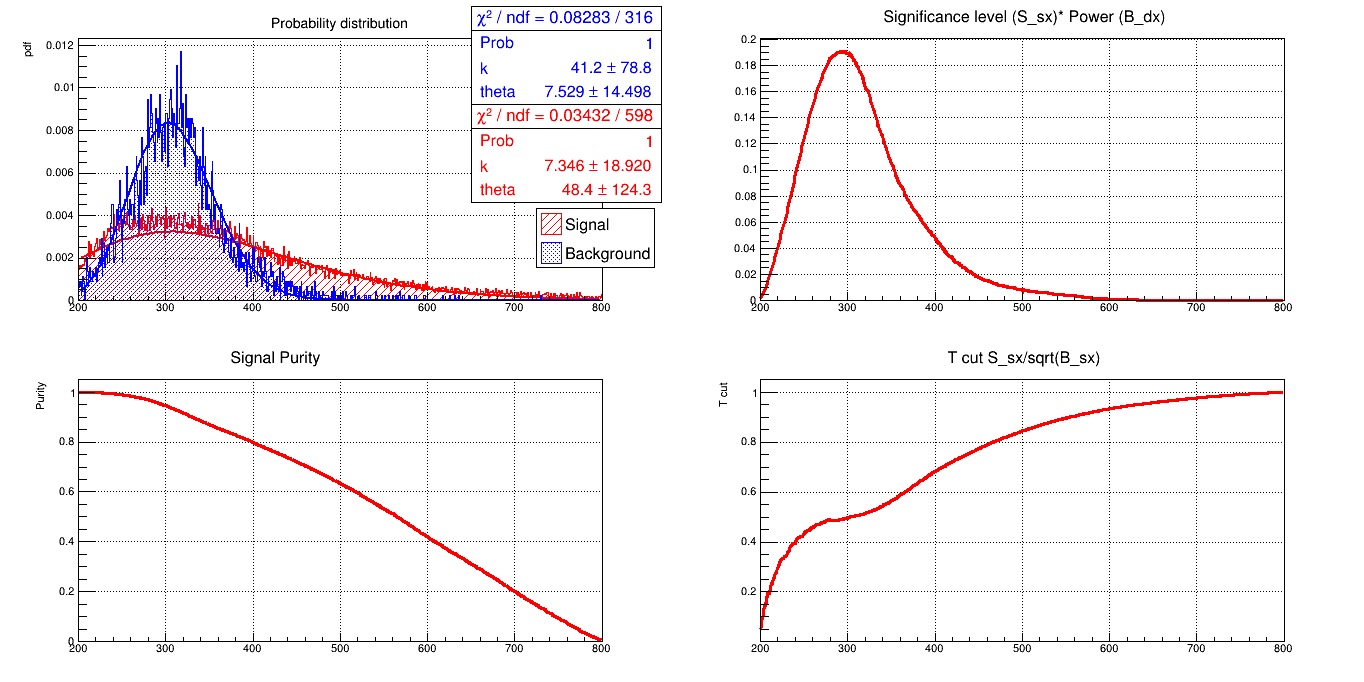 Probability distribution
pdf
0.012
0.01
0.008
0.006
0.004
0.002
0
200 300 400 500 600 700 800
χ² / ndf = 0.08283 / 316
Prob 1
k 41.2 ± 78.8
theta 7.529 ± 14.498
χ² / ndf = 0.03432 / 598
Prob 1
k 7.346 ± 18.920
theta 48.4 ± 124.3
Signal
Background
Significance level (S_sx)* Power (B_dx)
0.2
0.18
0.16
0.14
0.12
0.1
0.08
0.06
0.04
0.02
0
200 300 400 500 600 700 800
Signal Purity
Purity
1
0.8
0.6
0.4
0.2
0
200 300 400 500 600 700 800
T cut S_sx/sqrt(B_sx)
T cut
1
0.8
0.6
0.4
0.2
200 300 400 500 600 700 800